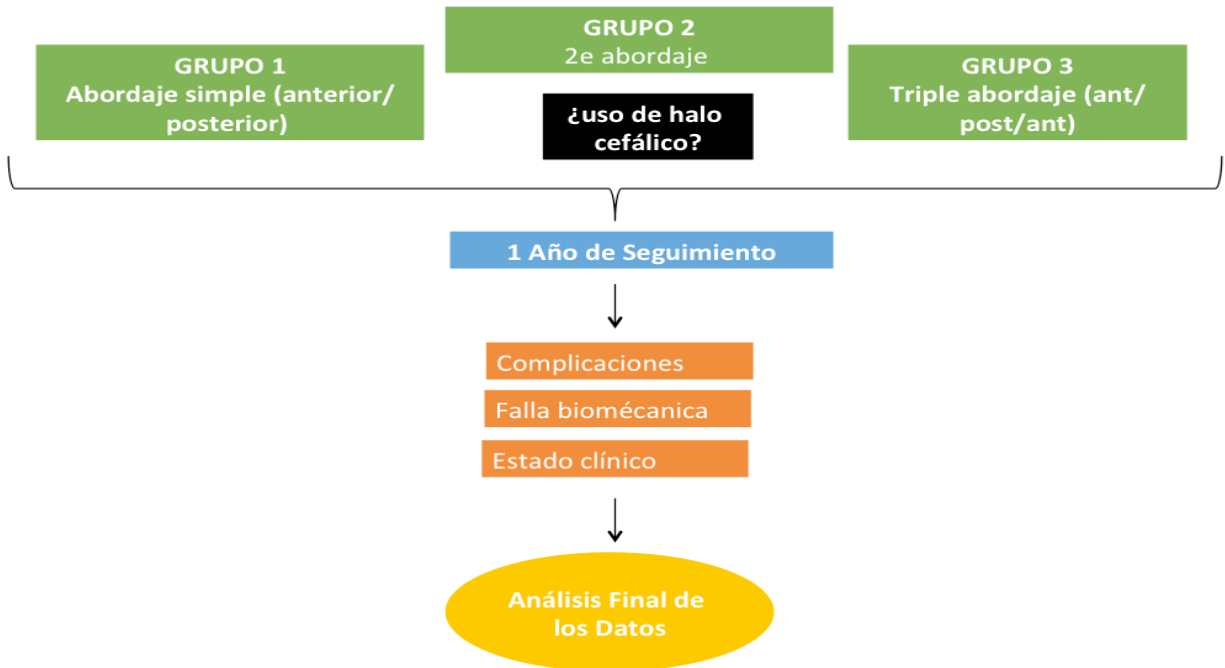 GRUPO 1
Abordaje simple (anterior/
posterior)
GRUPO 2
2e abordaje
¿uso de halo
cefálico?
GRUPO 3
Triple abordaje (ant/
post/ant)
1 Año de Seguimiento
Complicaciones
Falla biomécanica
Estado clínico
Análisis Final de
los Datos